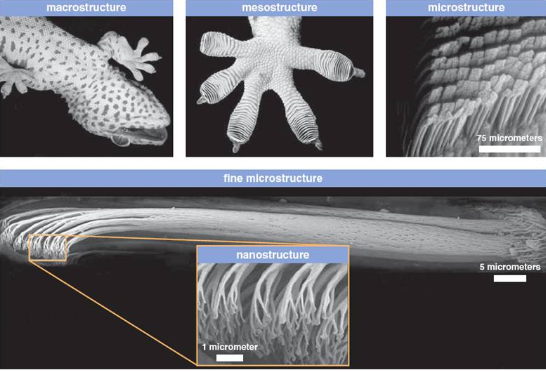 macrostructure
mesostructure
microstructure
75 micrometers
fine microstructure
5 micrometers
nanostructure
1 micrometer